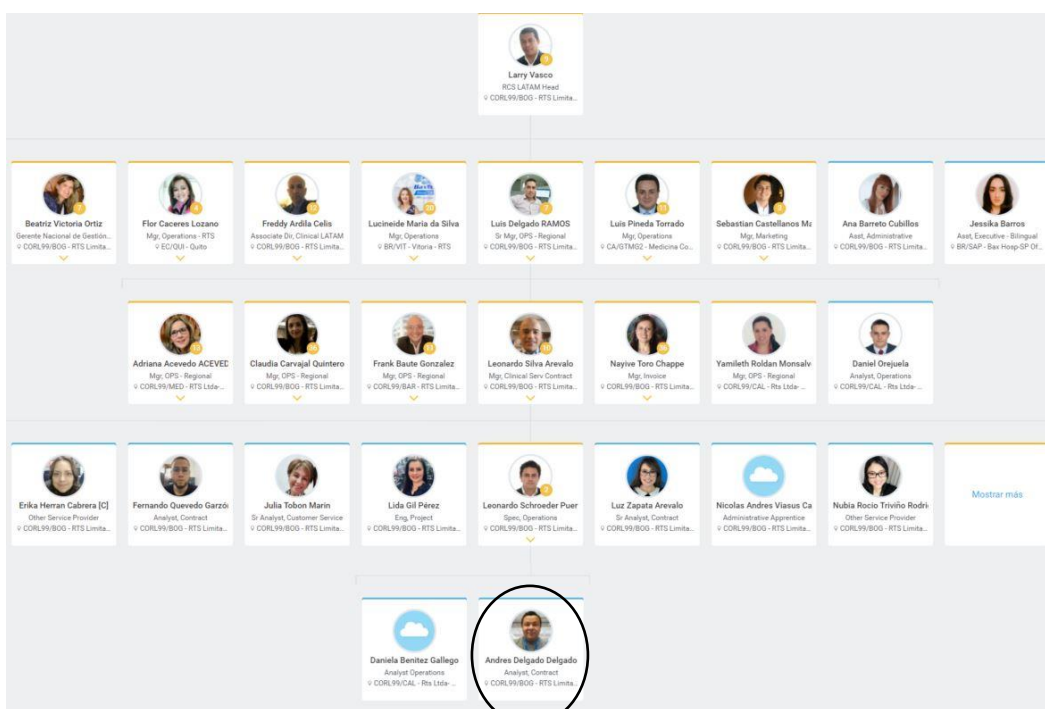 Larry Vasco
RCS LATAM Head
CORL99/BOG - RTS Limita...
Beatriz Victoria Ortiz
Gerente Nacional de Gestión...
CORL99/BOG - RTS Limita...
Flor Caceres Lozano
Mgr, Operations - RTS
EC/QUI - Quito
Freddy Ardila Celis
Associate Dir, Clinical LATAM
CORL99/BOG - RTS Limita...
Lucineide Maria da Silva
Mgr, Operations
BR/VIT - Vitoria - RTS
Luis Delgado RAMOS
Sr Mgr, OPS - Regional
CORL99/BOG - RTS Limita...
Luis Pineda Torrado
Mgr, Operations
CA/GTMG2 - Medicina Co...
Sebastian Castellanos Ma
Mgr, Marketing
CORL99/BOG - RTS Limita...
Ana Barreto Cubillos
Asst, Administrative
CORL99/BOG - RTS Limita...
Jessika Barros
Asst, Executive - Bilingual
BR/SAP - Bax Hosp-SP Of...
Adriana Acevedo ACEVED
Mgr, OPS - Regional
CORL99/MED - RTS Ltda-...
Claudia Carvajal Quintero
Mgr, OPS - Regional
CORL99/BOG - RTS Limita...
Frank Baute Gonzalez
Mgr, OPS - Regional
CORL99/BAR - RTS Limita...
Leonardo Silva Arevalo
Mgr, Clinical Serv Contract
CORL99/BOG - RTS Limita...
Nayive Toro Chappe
Mgr, Invoice
CORL99/BOG - RTS Limita...
Yamileth Roldan Monsalv
Mgr, OPS - Regional
CORL99/CAL - Rts Ltda- ...
Daniel Orejuela
Analyst, Operations
CORL99/CAL - Rts Ltda- ...
Erika Herran Cabrera [C]
Other Service Provider
CORL99/BOG - RTS Limita...
Fernando Quevedo Garzó
Analyst, Contract
CORL99/BOG - RTS Limita...
Julia Tobon Marin
Sr Analyst, Customer Service
CORL99/BOG - RTS Limita...
Lida Gil Pérez
Eng, Project
CORL99/BOG - RTS Limita...
Leonardo Schroeder Puer
Spec, Operations
CORL99/BOG - RTS Limita...
Luz Zapata Arevalo
Sr Analyst, Contract
CORL99/BOG - RTS Limita...
Nicolas Andres Viasus Ca
Administrative Apprentice
CORL99/BOG - RTS Limita...
Nubia Rocio Triviño Rodri
Other Service Provider
CORL99/BOG - RTS Limita...
Mostrar más
Daniela Benitez Gallego
Analyst Operations
CORL99/CAL - Rts Ltda- ...
Andres Delgado Delgado
Analyst, Contract
CORL99/BOG - RTS Limita...